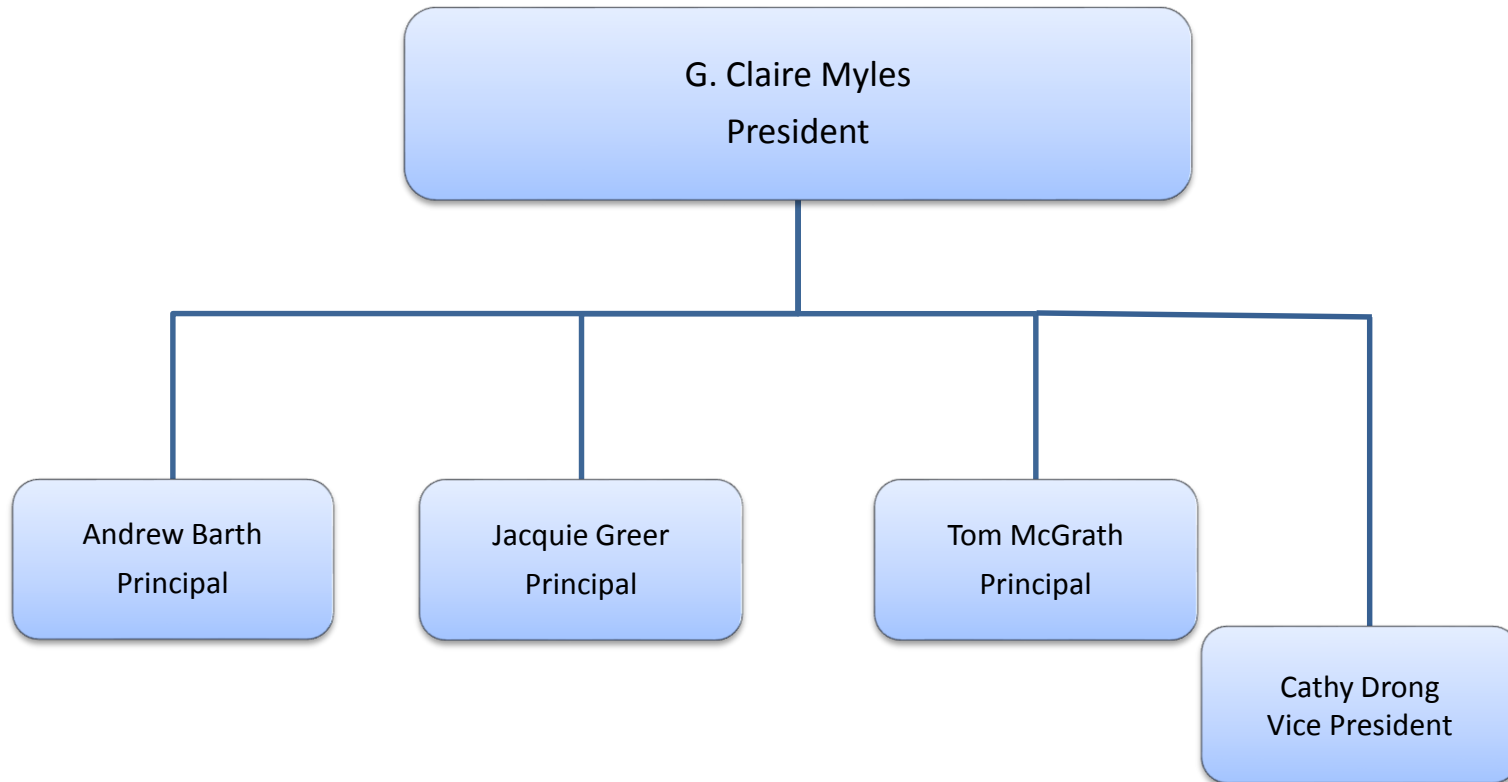 G. Claire Myles
President
Andrew Barth
Principal
Jacquie Greer
Principal
Tom McGrath
Principal
Cathy Drong
Vice President